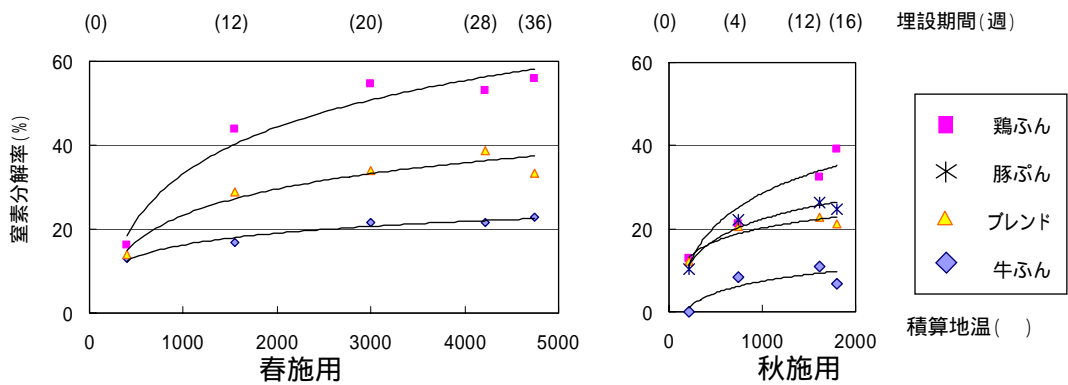 (0) (12) (20) (28) (36) (0) (4) (12) (16) 埋設期間(週)
窒素分解率(%)
60 60
40 40
20 20
0 0
0 1000 2000 3000 4000 5000 0 1000 2000
鶏ふん
豚ぷん
ブレンド
牛ふん
積算地温( )
春施用 秋施用